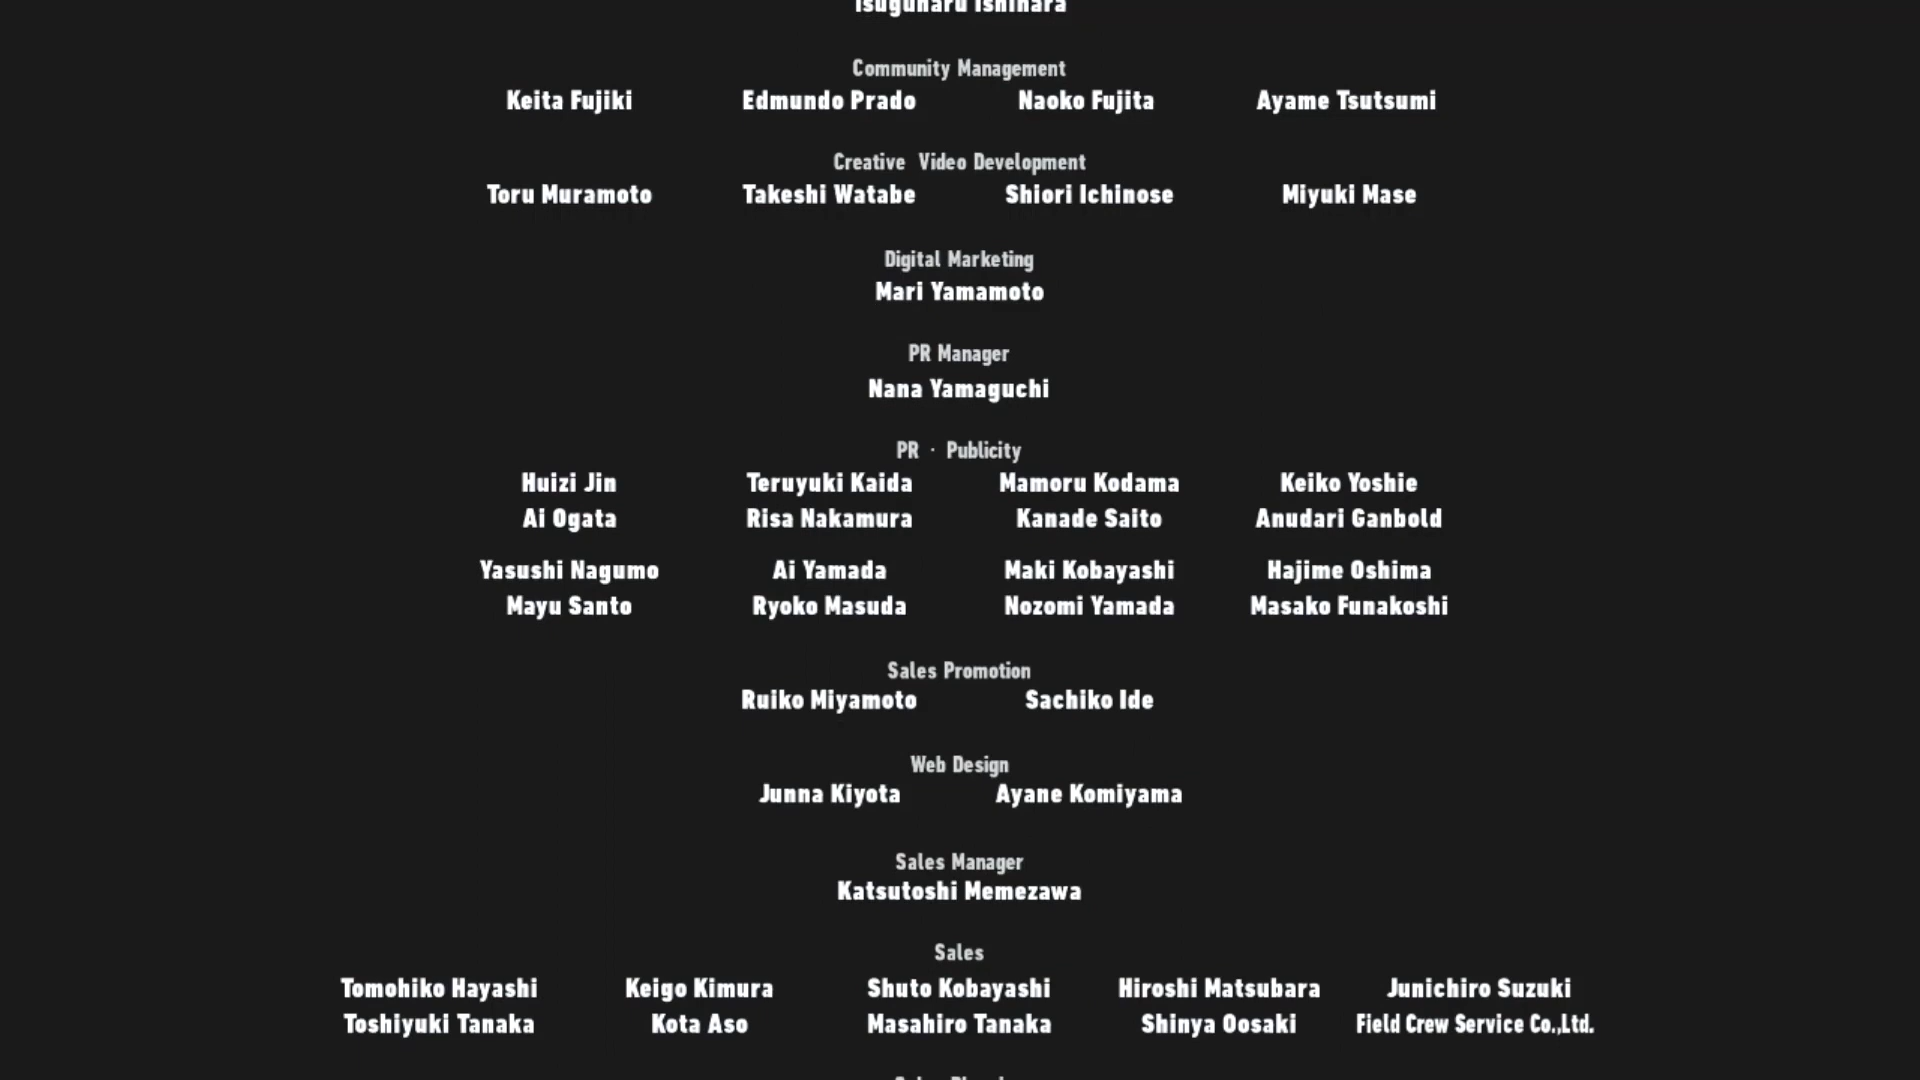 Tsuguharu Ishihara
Community Management
Keita Fujiki Edmundo Prado Naoko Fujita Ayame Tsutsumi
Creative Video Development
Toru Muramoto Takeshi Watabe Shiori Ichinose Miyuki Mase
Digital Marketing
Mari Yamamoto
PR Manager
Nana Yamaguchi
PR · Publicity
Huizi Jin Teruyuki Kaida Mamoru Kodama Keiko Yoshie
Ai Ogata Risa Nakamura Kanade Saito Anudari Ganbold
Yasushi Nagumo Ai Yamada Maki Kobayashi Hajime Oshima
Mayu Santo Ryoko Masuda Nozomi Yamada Masako Funakoshi
Sales Promotion
Ruiko Miyamoto Sachiko Ide
Web Design
Junna Kiyota Ayane Komiyama
Sales Manager
Katsutoshi Memezawa
Sales
Tomohiko Hayashi Keigo Kimura Shuto Kobayashi Hiroshi Matsubara Junichiro Suzuki
Toshiyuki Tanaka Kota Aso Masahiro Tanaka Shinya Oosaki Field Crew Service Co.,Ltd.